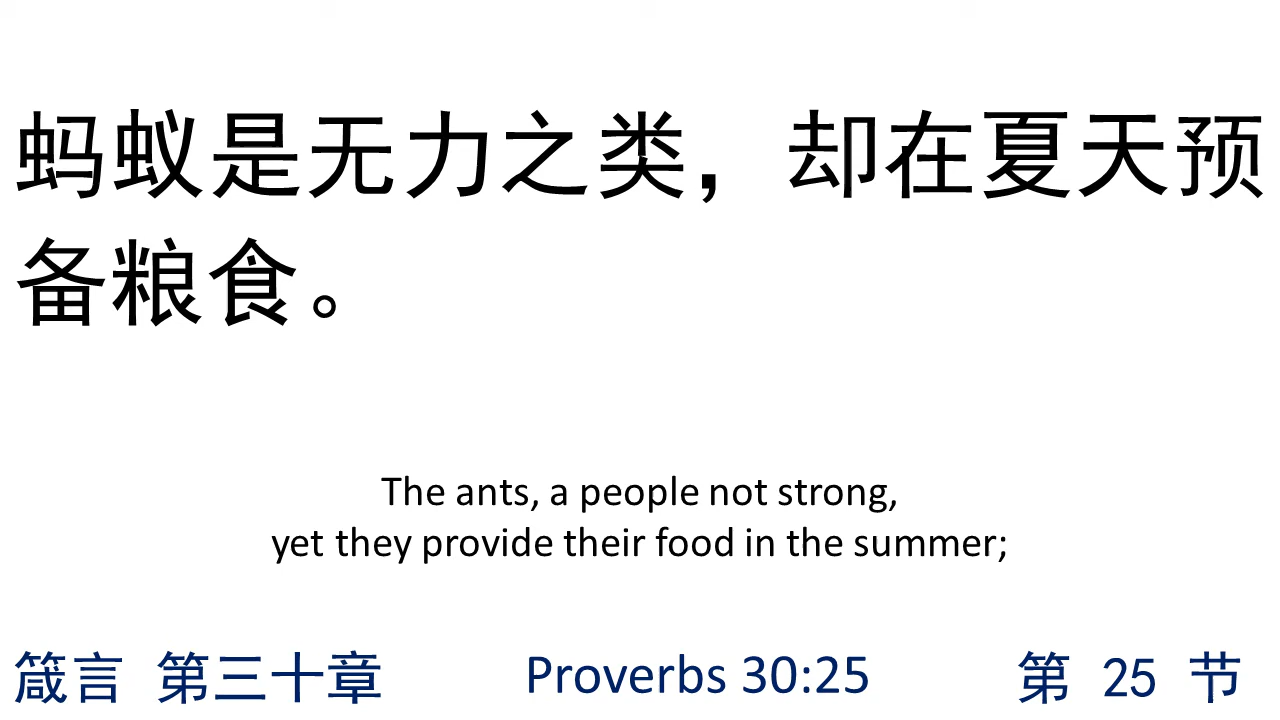 蚂蚁是无力之类，却在夏天预
备粮食。
The ants, a people not strong,
yet they provide their food in the summer;
箴言 第三十章 Proverbs 30:25 第 25 节